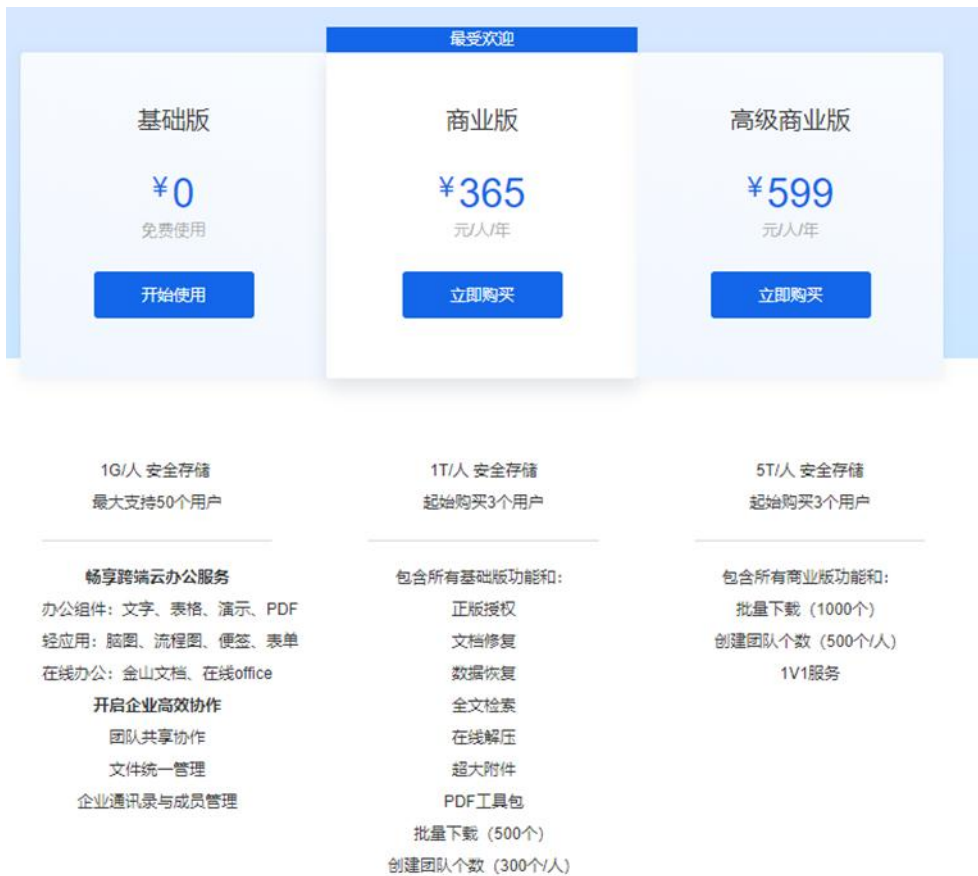 最受欢迎
基础版
¥0
免费使用
开始使用
商业版
¥365
元/人/年
立即购买
高级商业版
¥599
元/人/年
立即购买
1G/人 安全存储
最大支持50个用户
畅享跨端云办公服务
办公组件：文字、表格、演示、PDF
轻应用：脑图、流程图、便签、表单
在线办公：金山文档、在线office
开启企业高效协作
团队共享协作
文件统一管理
企业通讯录与成员管理
1T/人 安全存储
起始购买3个用户
包含所有基础版功能和：
正版授权
文档修复
数据恢复
全文检素
在线解压
超大附件
PDF工具包
批量下载（500个）
创建团队个数（300个/人）
5T/人 安全存储
起始购买3个用户
包含所有商业版功能和：
批量下载（1000个）
创建团队个数（500个/人）
1V1服务